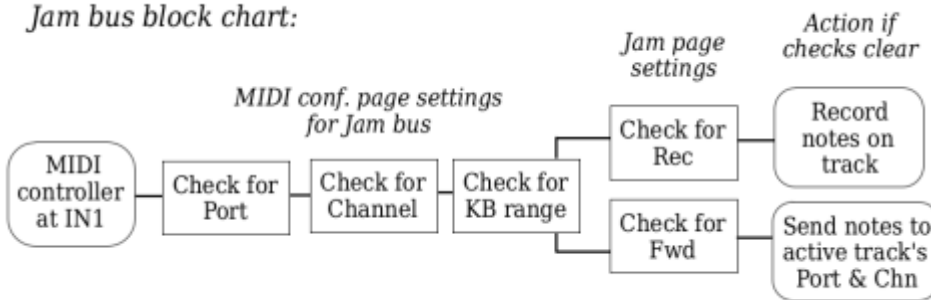 Jam bus block chart:
MIDI conf. page settings
for Jam bus
Jam page
settings
Action if
checks clear
MIDI
controller
at IN1
Check for
Port
Check for
Channel
Check for
KB range
Check for
Rec
Record
notes on
track
Check for
Fwd
Send notes to
active track's
Port & Chn